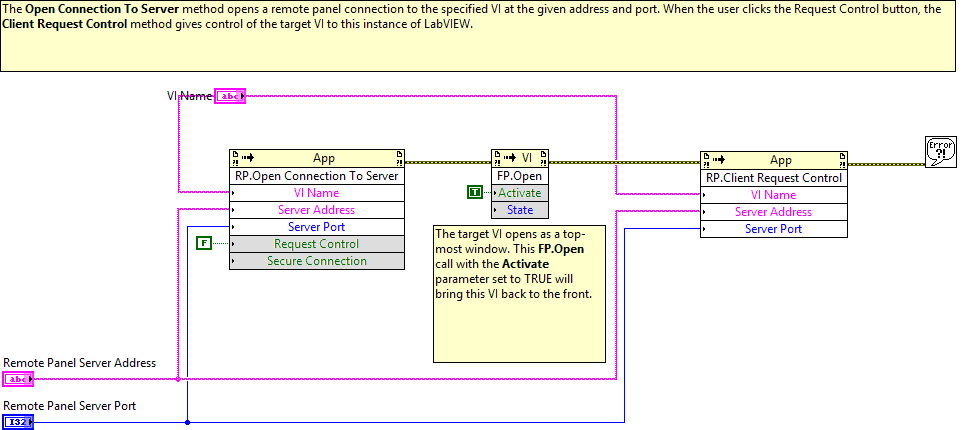 The Open Connection To Server method opens a remote panel connection to the specified VI at the given address and port. When the user clicks the Request Control button, the
Client Request Control method gives control of the target VI to this instance of LabVIEW.
VI Name
abc
App
RP.Open Connection To Server
VI Name
Server Address
Server Port
Request Control
Secure Connection
F
VI
FP.Open
Activate
State
T
The target VI opens as a top-
most window. This FP.Open
call with the Activate
parameter set to TRUE will
bring this VI back to the front.
App
RP.Client Request Control
VI Name
Server Address
Server Port
Error
?!
Remote Panel Server Address
abc
Remote Panel Server Port
I32